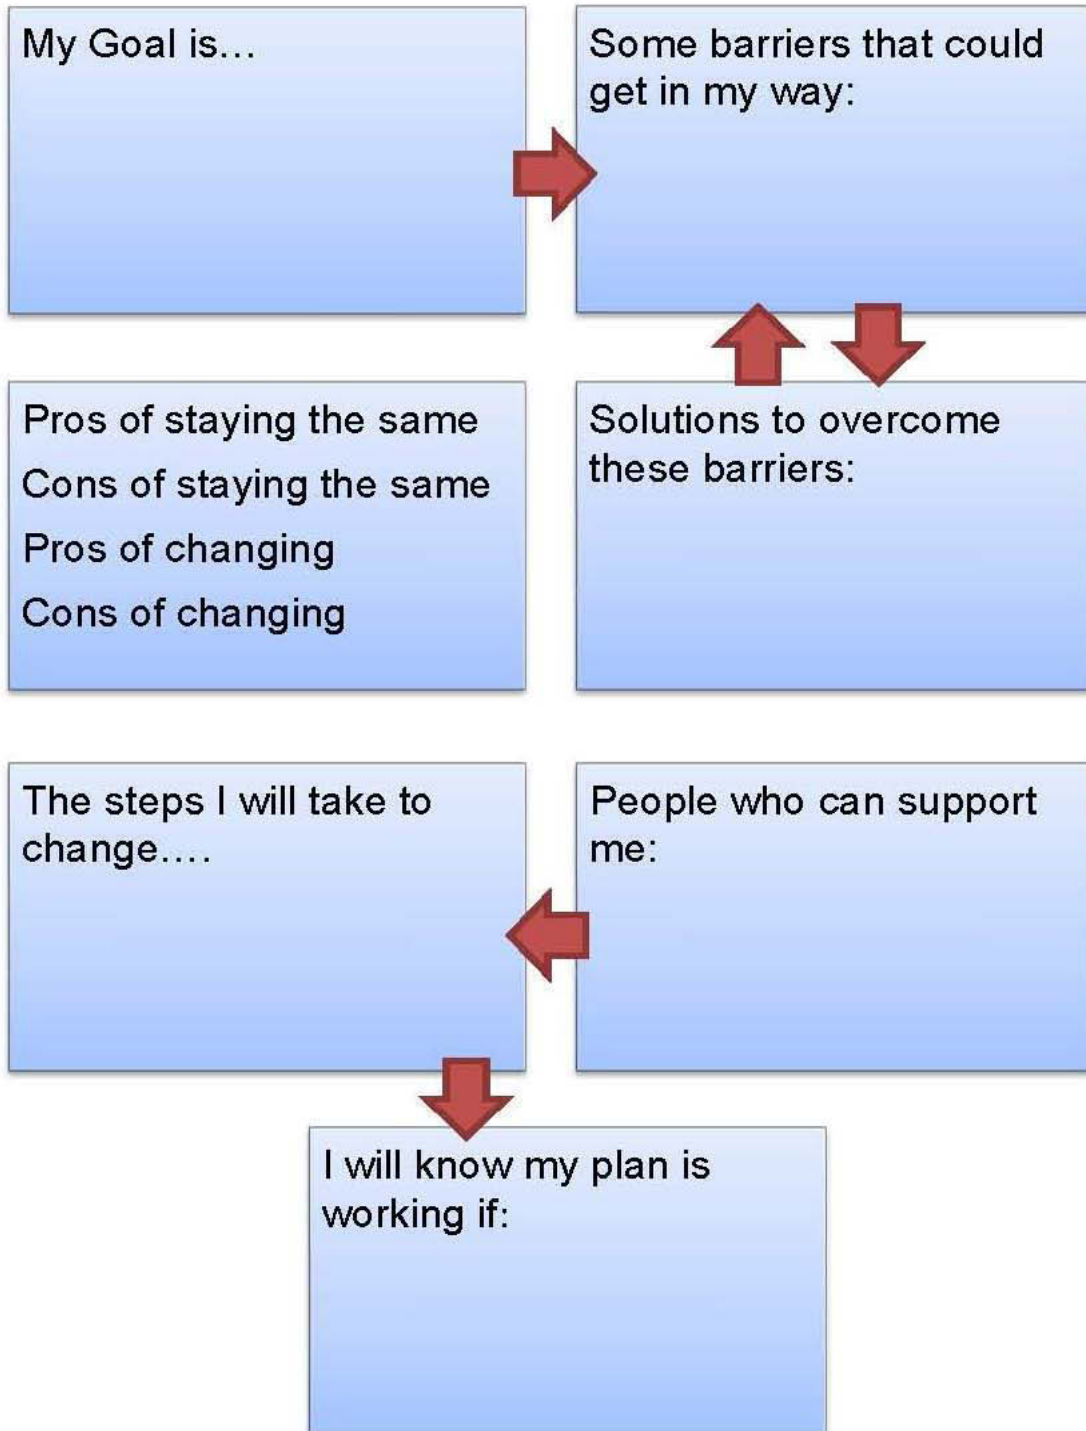 My Goal is...
Some barriers that could
get in my way:
Pros of staying the same
Cons of staying the same
Pros of changing
Cons of changing
Solutions to overcome
these barriers:
The steps I will take to
change....
People who can support
me:
I will know my plan is
working if: